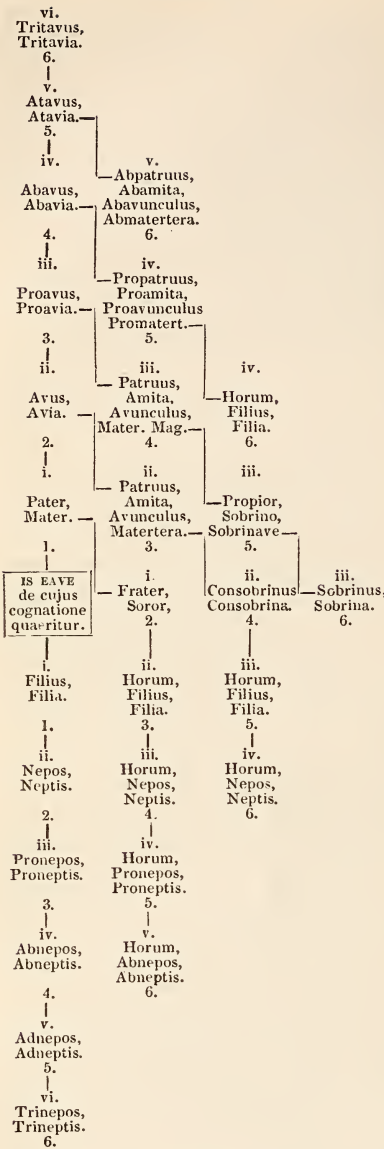 vi.
Tritavus,
Tritavia.
6.
v.
Atavus,
Atavia.
5.
iv.
Abavus,
Abavia.
4.
iii.
Proavus,
Proavia.
3.
ii.
Avus,
Avia.
2.
i.
Pater,
Mater.
1.
IS EAVE
de cujus
cognatione
quaeritur.
i.
Filius,
Filia.
1.
ii.
Nepos,
Neptis.
2.
iii.
Pronepos,
Proneptis.
3.
iv.
Abnepos,
Abneptis.
4.
v.
Adnepos,
Adneptis.
5.
vi.
Trinepos,
Trineptis.
6.
v.
Abpatruus,
Abamita,
Abavunculus,
Abmatertera.
6.
iv.
Propatruus,
Proamita,
Proavunculus
Promatert.
5.
iii.
Patruus,
Amita,
Avunculus,
Mater. Mag.
4.
ii.
Patruus,
Amita,
Avunculus,
Matertera.
3.
i.
Frater,
Soror,
2.
ii.
Horum,
Filius,
Filia.
3.
iii.
Horum,
Nepos,
Neptis.
4.
iv.
Horum,
Pronepos,
Proneptis.
5.
v.
Horum,
Abnepos,
Abneptis.
6.
iv.
Horum,
Filius,
Filia.
6.
iii.
Propior,
Sobrino,
Sobrinave
5.
ii.
Consobrinus
Consobrina.
4.
iii.
Horum,
Filius,
Filia.
5.
iv.
Horum,
Nepos,
Neptis.
6.
iii.
Sobrinus,
Sobrina.
6.